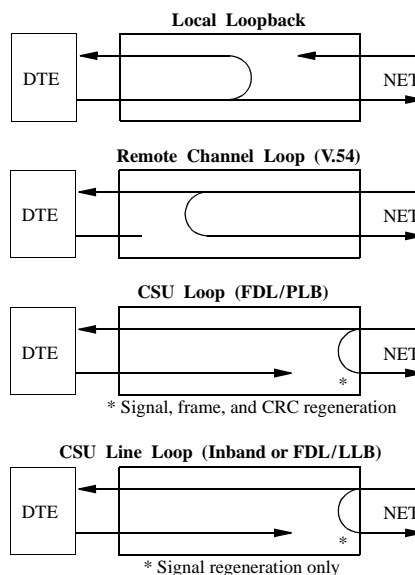 Local Loopback
DTE
NET
Remote Channel Loop (V.54)
DTE
NET
CSU Loop (FDL/PLB)
DTE
NET
*
* Signal, frame, and CRC regeneration
CSU Line Loop (Inband or FDL/LLB)
DTE
NET
*
* Signal regeneration only